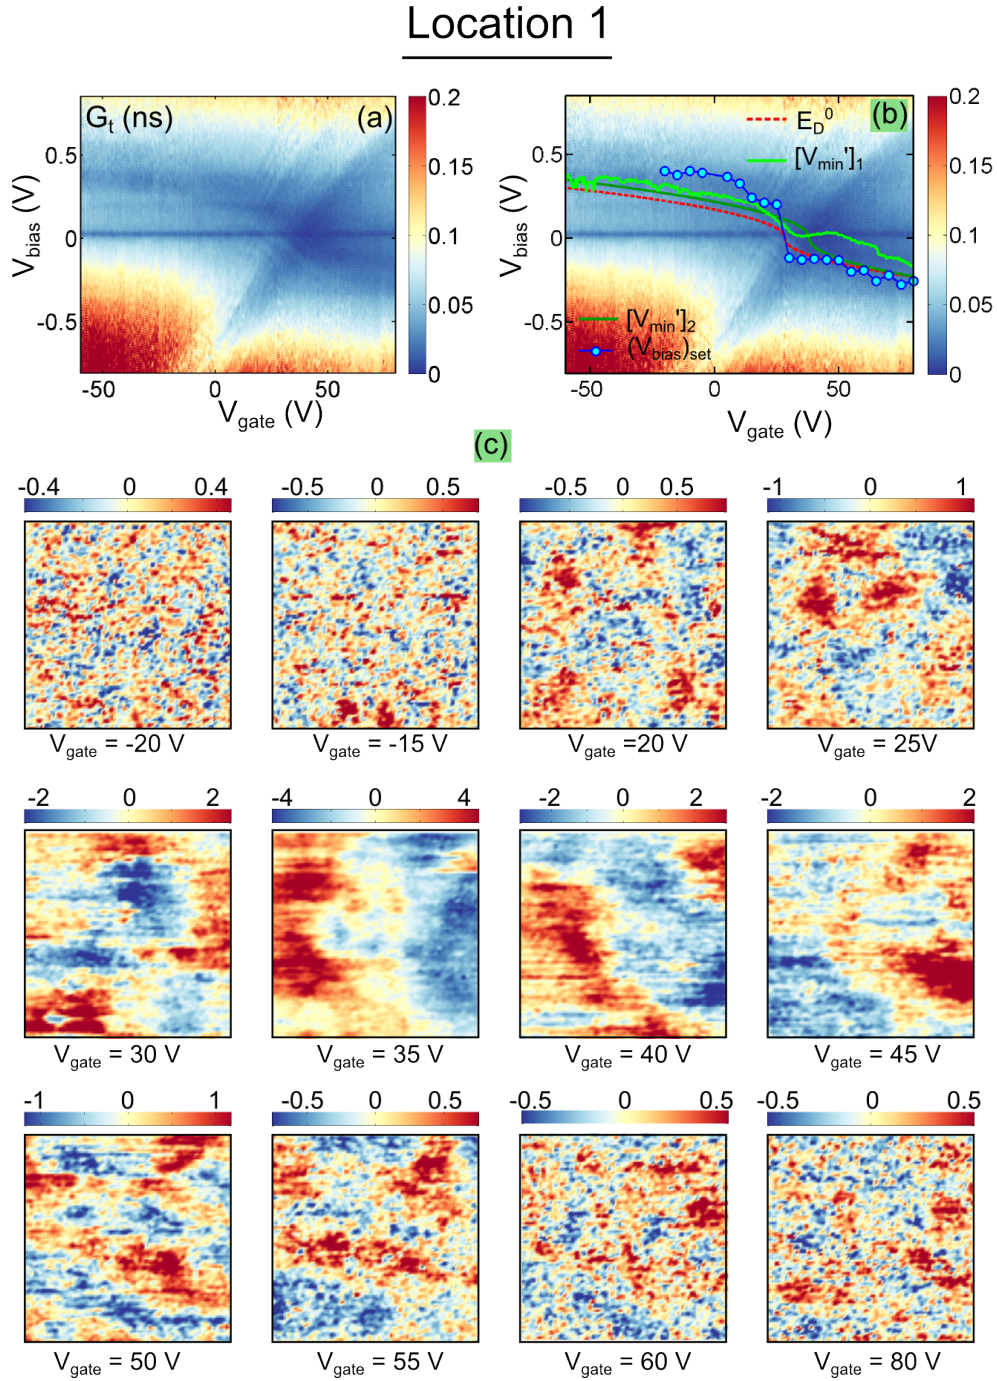 Location 1
G_t (ns) (a)
0.5
0
-0.5
V_bias (V)
-50 0 50
V_gate (V)
0.2
0.15
0.1
0.05
0
(b)
E_D^0
[V_min']_1
[V_min']_2
(V_bias)_set
0.5
0
-0.5
V_bias (V)
-50 0 50
V_gate (V)
0.2
0.15
0.1
0.05
0
(c)
-0.4 0 0.4
-0.5 0 0.5
-0.5 0 0.5
-1 0 1
V_gate = -20 V
V_gate = -15 V
V_gate =20 V
V_gate = 25V
-2 0 2
-4 0 4
-2 0 2
-2 0 2
V_gate = 30 V
V_gate = 35 V
V_gate = 40 V
V_gate = 45 V
-1 0 1
-0.5 0 0.5
-0.5 0 0.5
-0.5 0 0.5
V_gate = 50 V
V_gate = 55 V
V_gate = 60 V
V_gate = 80 V